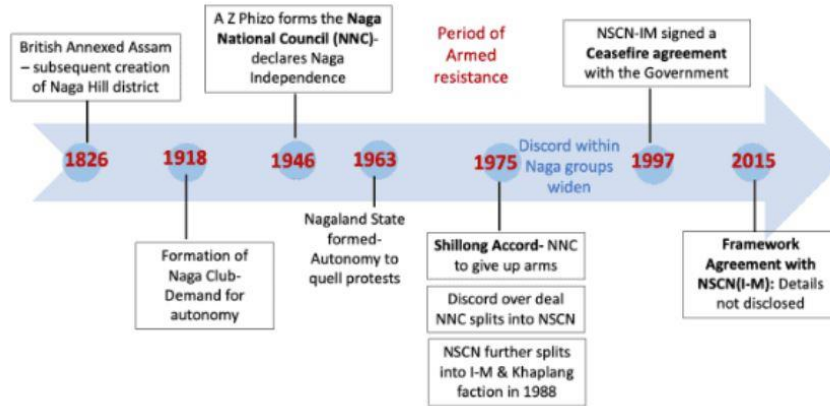 A Z Phizo forms the Naga
National Council (NNC)-
declares Naga
Independence
British Annexed Assam
– subsequent creation
of Naga Hill district
Period of
Armed
resistance
NSCN-IM signed a
Ceasefire agreement
with the Government
1826
1918
1946
1963
1975
Discord within
Naga groups
widen
1997
2015
Formation of
Naga Club-
Demand for
autonomy
Nagaland State
formed-
Autonomy to
quell protests
Shillong Accord- NNC
to give up arms
Discord over deal
NNC splits into NSCN
NSCN further splits
into I-M & Khaplang
faction in 1988
Framework
Agreement with
NSCN(I-M): Details
not disclosed